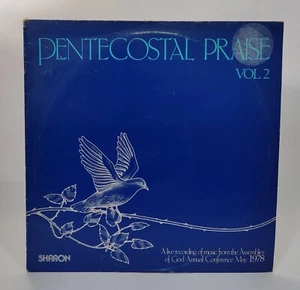 PENTECOSTAL PRAISE
VOL. 2
A live recording of music from the Assemblies
of God Annual Conference May 1978
SHARON